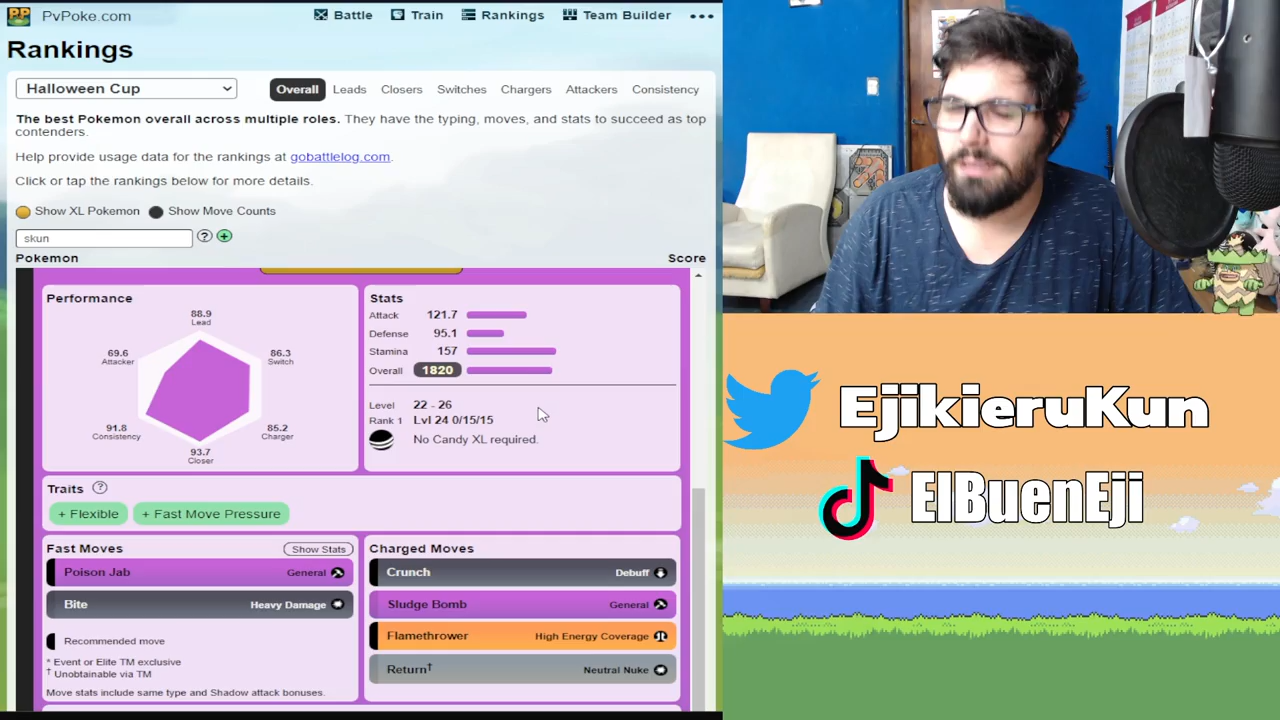 PvPoke.com
Battle
Train
Rankings
Team Builder
Rankings
Halloween Cup
Overall
Leads
Closers
Switches
Chargers
Attackers
Consistency
The best Pokemon overall across multiple roles. They have the typing, moves, and stats to succeed as top
contenders.
Help provide usage data for the rankings at gobattlelog.com.
Click or tap the rankings below for more details.
Show XL Pokemon
Show Move Counts
skun
?
+
Pokemon
Score
Performance
88.9
Lead
69.6
Attacker
86.3
Switch
91.8
Consistency
85.2
Charger
93.7
Closer
Stats
Attack 121.7
Defense 95.1
Stamina 157
Overall 1820
Level 22 - 26
Rank 1 Lvl 24 0/15/15
No Candy XL required.
Traits ?
+ Flexible
+ Fast Move Pressure
Fast Moves
Show Stats
Poison Jab General
Bite Heavy Damage
Recommended move
* Event or Elite TM exclusive
† Unobtainable via TM
Move stats include same type and Shadow attack bonuses.
Charged Moves
Crunch Debuff
Sludge Bomb General
Flamethrower High Energy Coverage
Return† Neutral Nuke
EjikieruKun
ElBuenEji